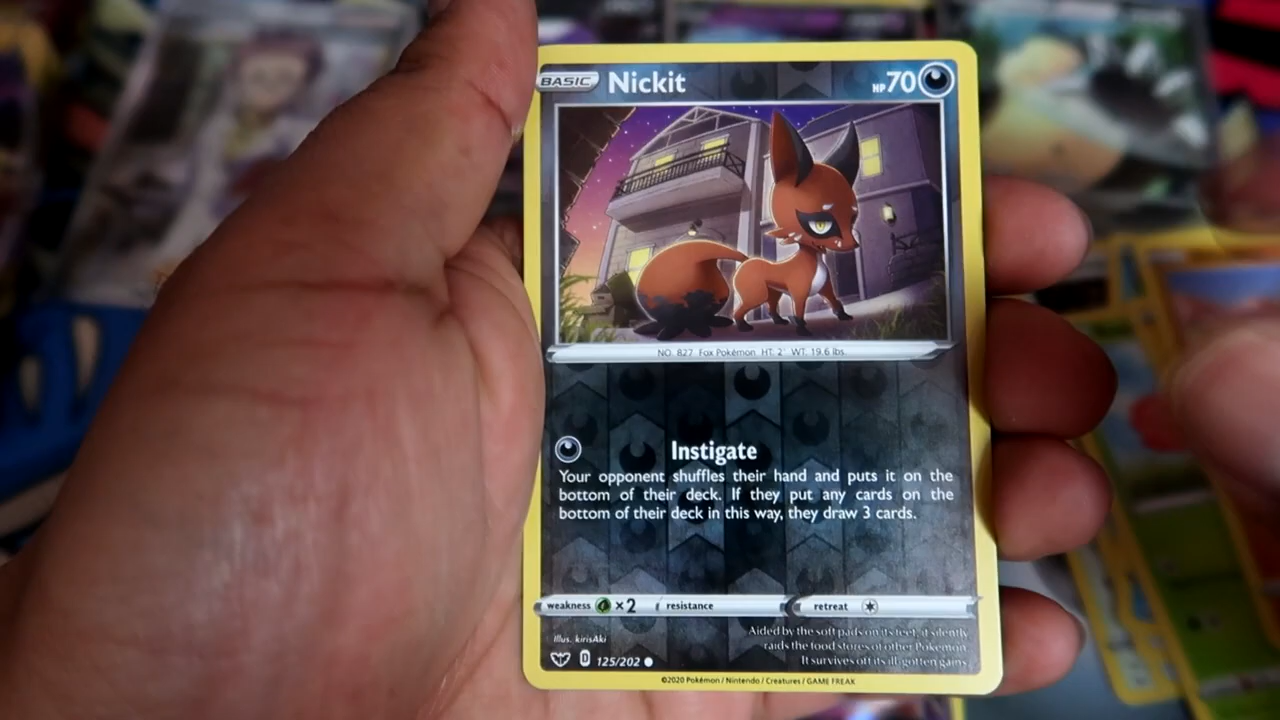 BASIC Nickit HP 70
NO. 827 Fox Pokémon HT: 2' WT: 19.6 lbs.
Instigate
Your opponent shuffles their hand and puts it on the
bottom of their deck. If they put any cards on the
bottom of their deck in this way, they draw 3 cards.
weakness ×2 resistance retreat
Illus. kirisAki
Aided by the soft pads on its feet, it silently
raids the food stores of other Pokémon.
It survives off its ill-gotten gains.
D 125/202
©2020 Pokémon / Nintendo / Creatures / GAME FREAK